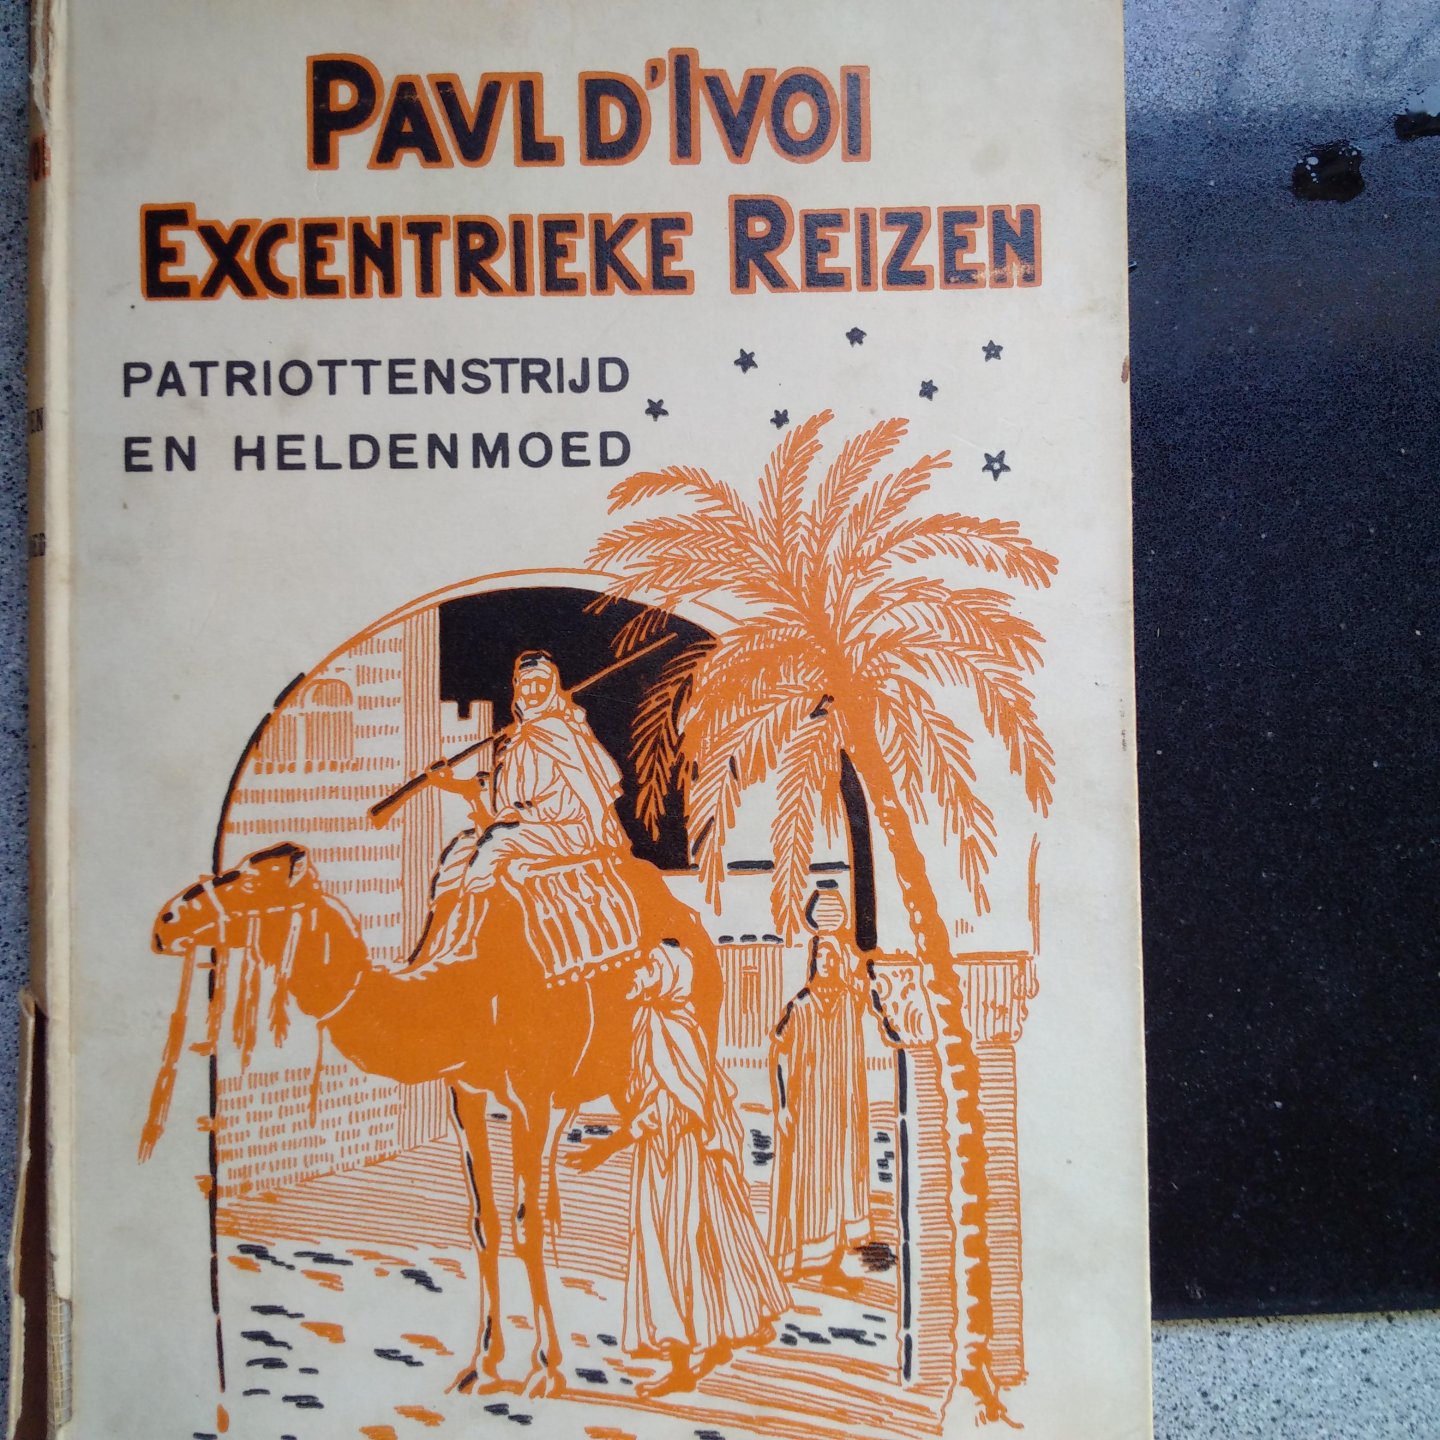 PAVL D'IVOI
EXCENTRIEKE REIZEN
PATRIOTTENSTRIJD
EN HELDENMOED